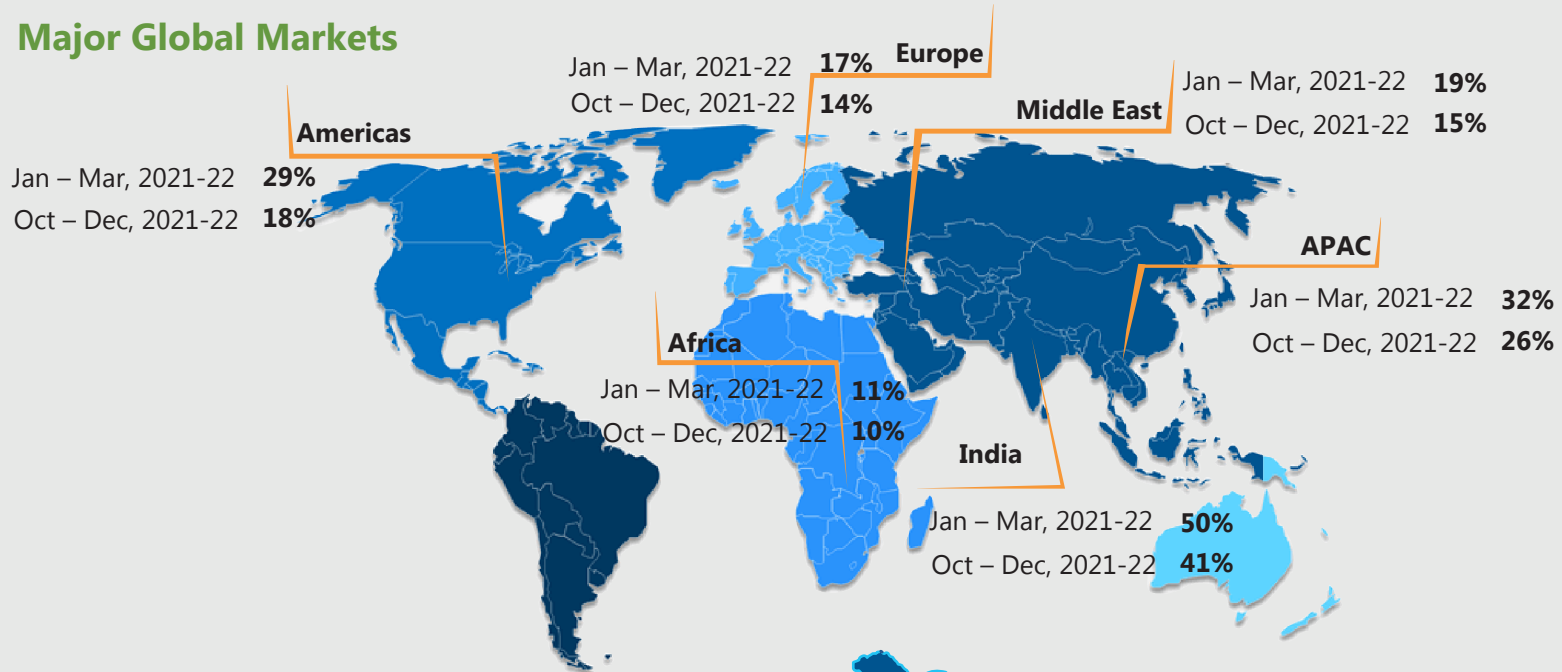 Major Global Markets
Europe
Jan – Mar, 2021-22 17%
Oct – Dec, 2021-22 14%
Middle East
Jan – Mar, 2021-22 19%
Oct – Dec, 2021-22 15%
Americas
Jan – Mar, 2021-22 29%
Oct – Dec, 2021-22 18%
APAC
Jan – Mar, 2021-22 32%
Oct – Dec, 2021-22 26%
Africa
Jan – Mar, 2021-22 11%
Oct – Dec, 2021-22 10%
India
Jan – Mar, 2021-22 50%
Oct – Dec, 2021-22 41%